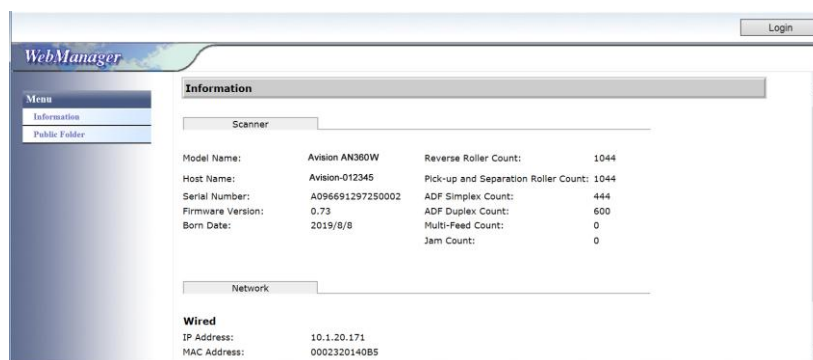 Login
WebManager
Menu
Information
Public Folder
Information
Scanner
Model Name: Avision AN360W Reverse Roller Count: 1044
Host Name: Avision-012345 Pick-up and Separation Roller Count: 1044
Serial Number: A096691297250002 ADF Simplex Count: 444
Firmware Version: 0.73 ADF Duplex Count: 600
Born Date: 2019/8/8 Multi-Feed Count: 0
Jam Count: 0
Network
Wired
IP Address: 10.1.20.171
MAC Address: 0002320140B5